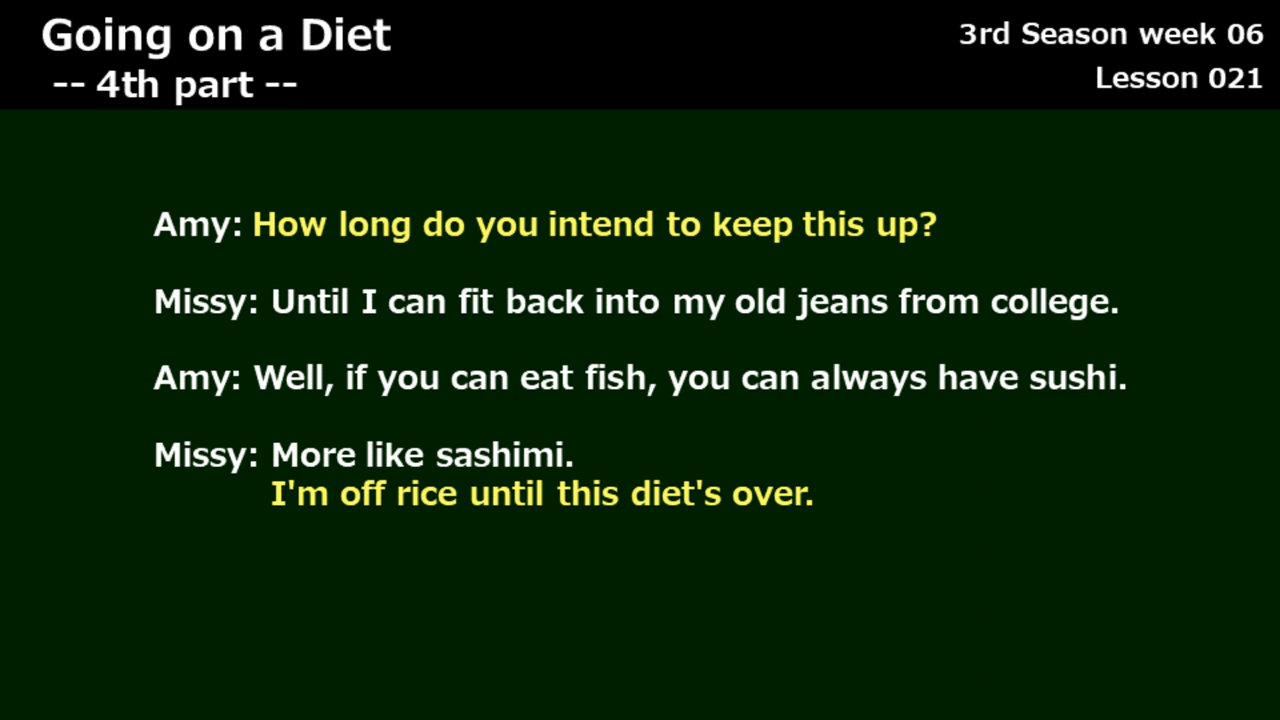 Going on a Diet
-- 4th part --
3rd Season week 06
Lesson 021
Amy: How long do you intend to keep this up?
Missy: Until I can fit back into my old jeans from college.
Amy: Well, if you can eat fish, you can always have sushi.
Missy: More like sashimi.
I'm off rice until this diet's over.